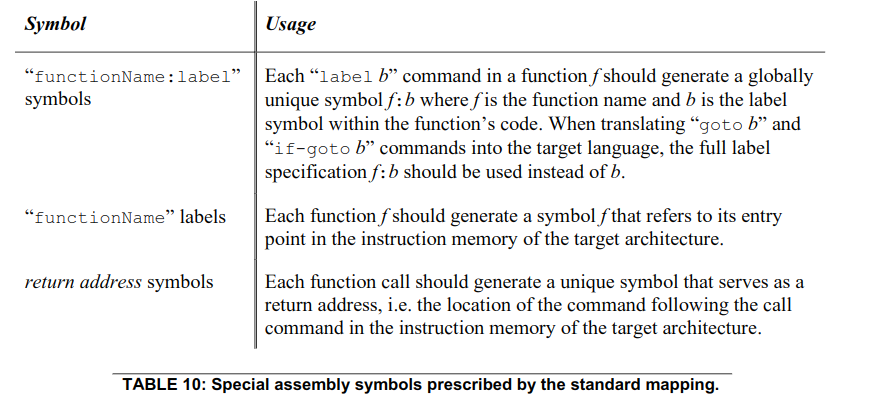 Symbol Usage
“functionName:label” Each “label b” command in a function f should generate a globally
symbols unique symbol f:b where f is the function name and b is the label
symbol within the function’s code. When translating “goto b” and
“if-goto b” commands into the target language, the full label
specification f:b should be used instead of b.
“functionName” labels Each function f should generate a symbol f that refers to its entry
point in the instruction memory of the target architecture.
return address symbols Each function call should generate a unique symbol that serves as a
return address, i.e. the location of the command following the call
command in the instruction memory of the target architecture.
TABLE 10: Special assembly symbols prescribed by the standard mapping.